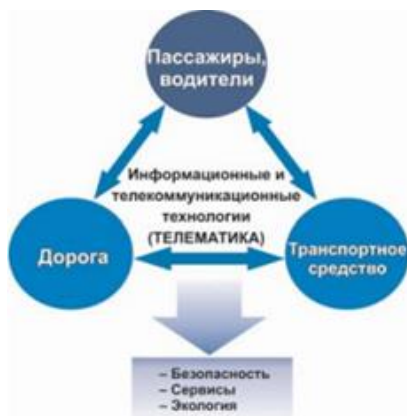 Пассажиры,
водители
Информационные и
телекоммуникационные
технологии
(ТЕЛЕМАТИКА)
Дорога
Транспортное
средство
– Безопасность
– Сервисы
– Экология